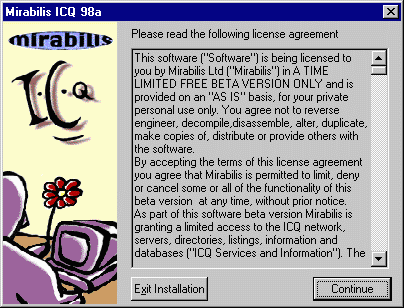 Mirabilis ICQ 98a
mirabilis
I·C·Q
Please read the following license agreement
This software ("Software") is being licensed to
you by Mirabilis Ltd ("Mirabilis") in A TIME
LIMITED FREE BETA VERSION ONLY and is
provided on an "AS IS" basis, for your private
personal use only. You agree not to reverse
engineer, decompile,disassemble, alter, duplicate,
make copies of, distribute or provide others with
the software.
By accepting the terms of this license agreement
you agree that Mirabilis is permitted to limit, deny
or cancel some or all of the functionality of this
beta version  at any time, without prior notice.
As part of this software beta version Mirabilis is
granting a limited access to the ICQ network,
servers, directories, listings, information and
databases ("ICQ Services and Information"). The
Exit Installation
Continue